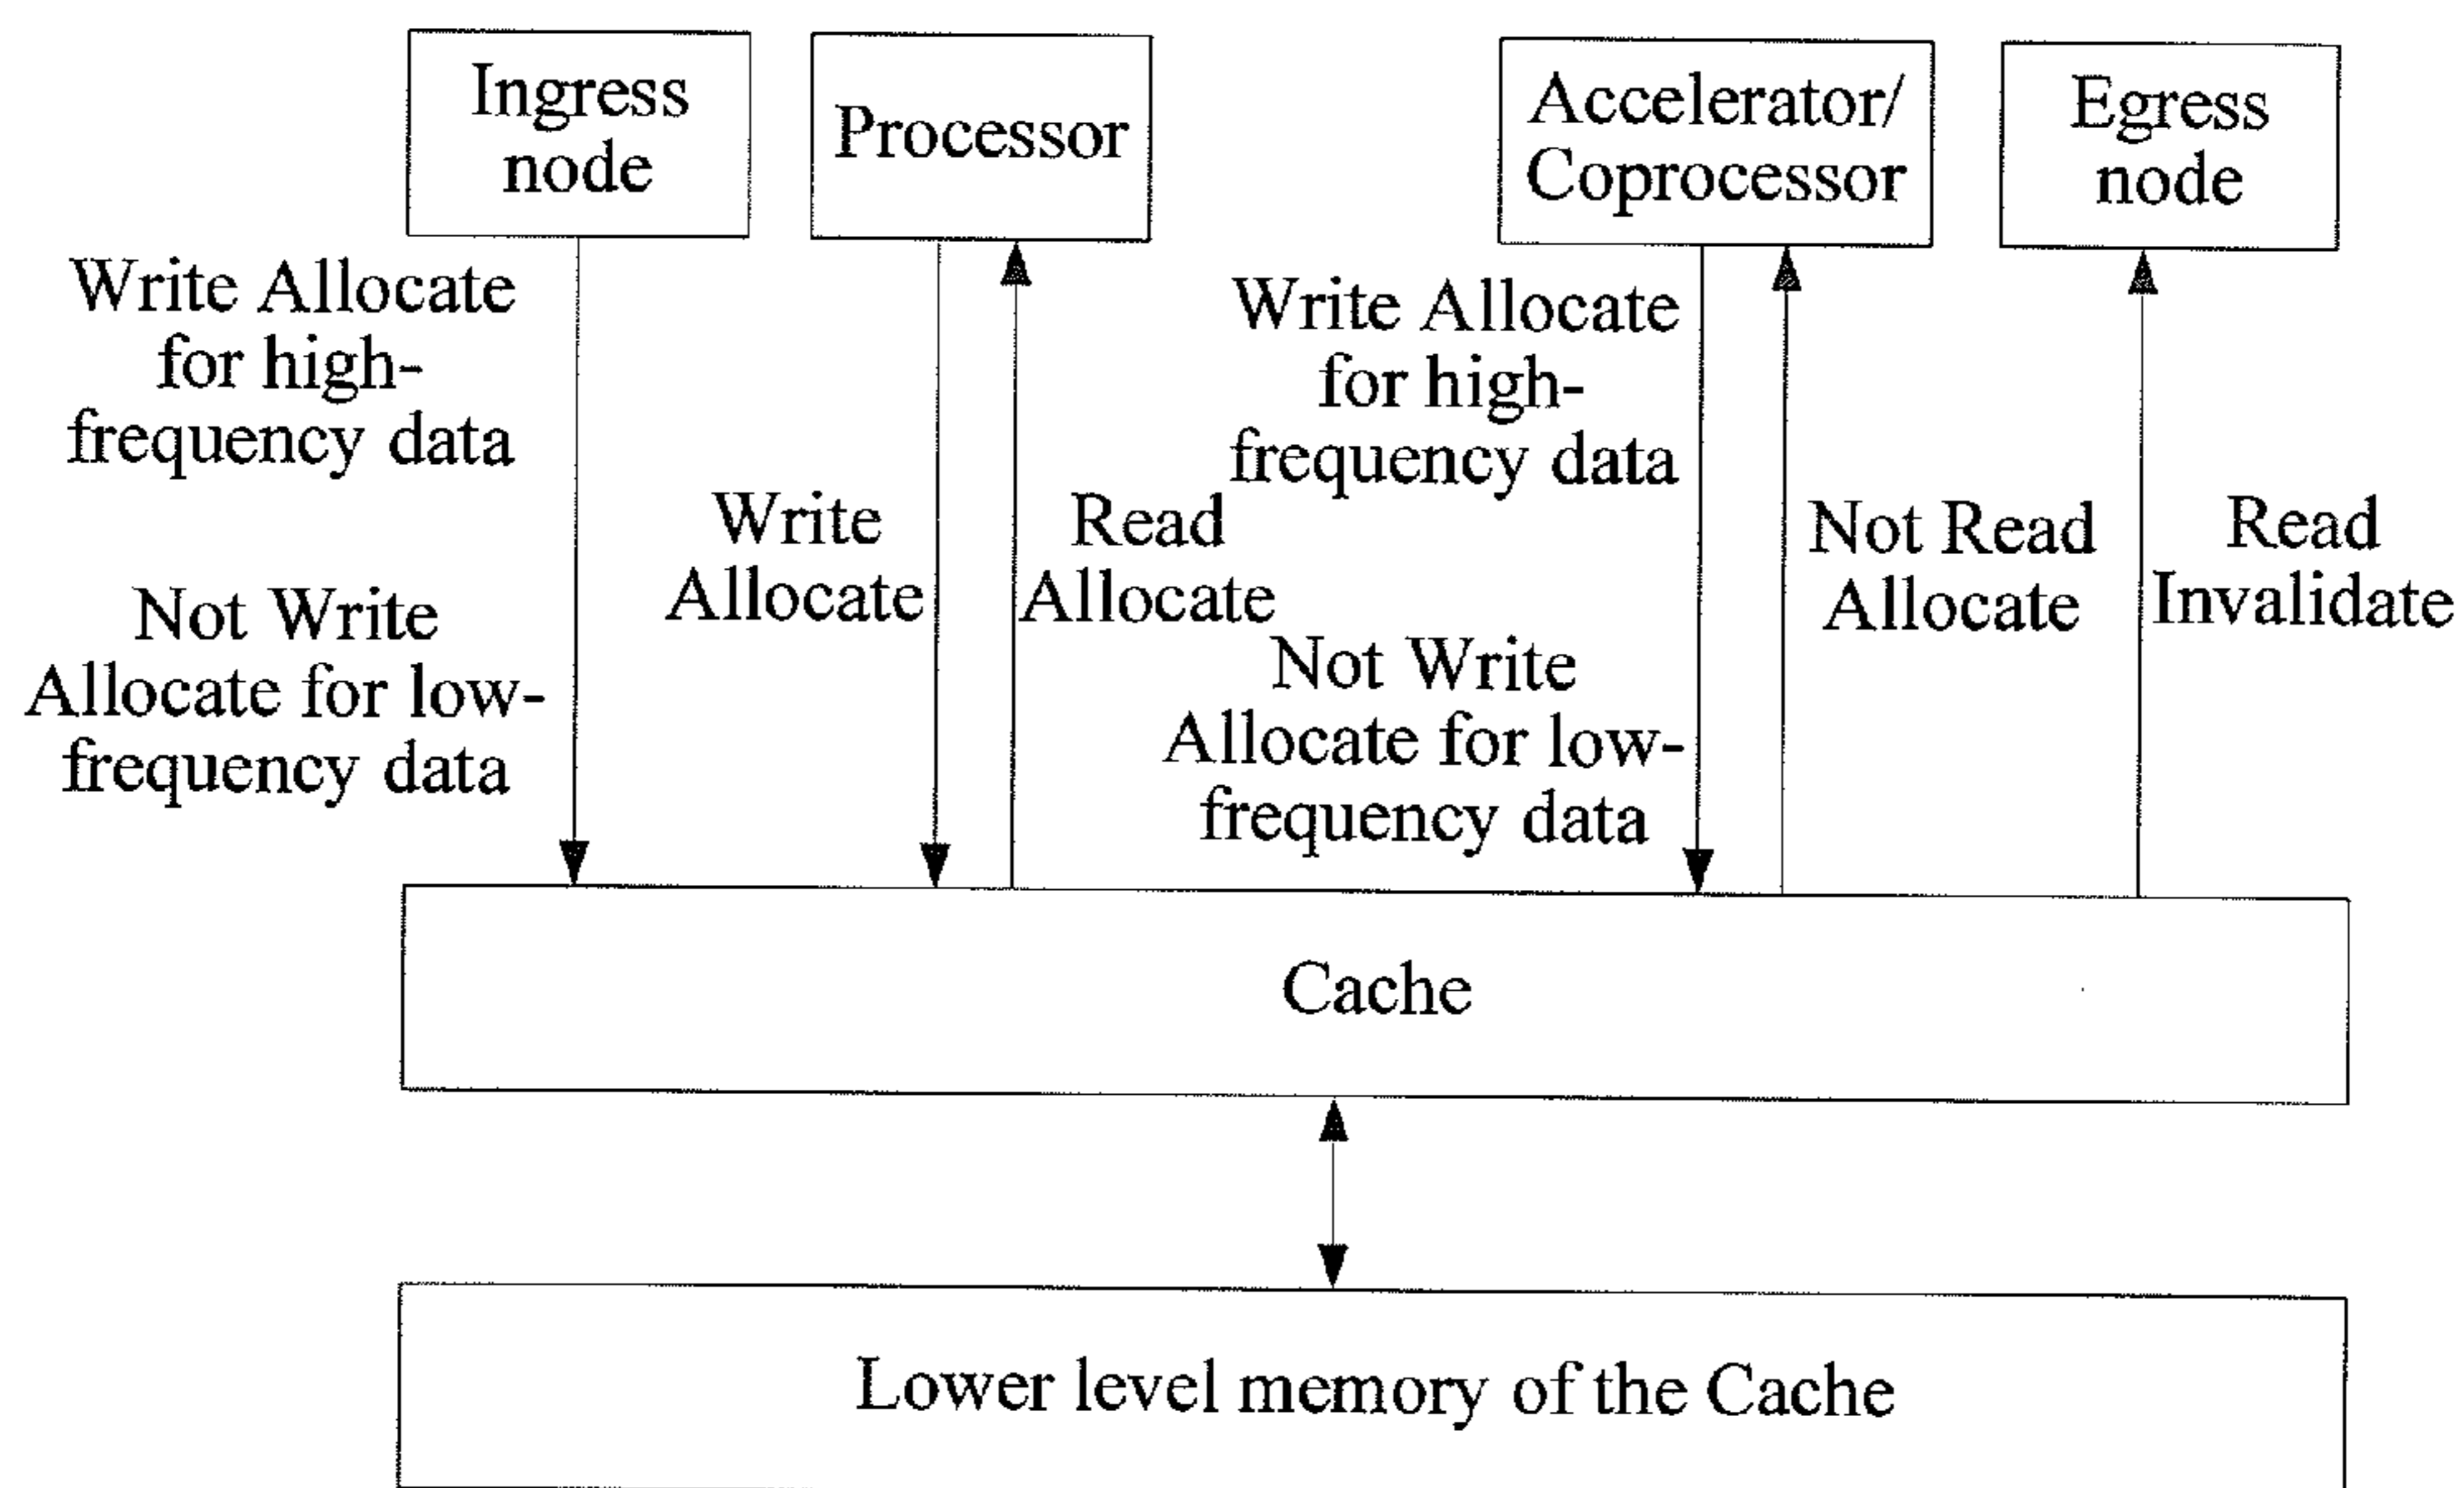 Ingress
node
Processor
Accelerator/
Coprocessor
Egress
node
Write Allocate
for high-
frequency data
Not Write
Allocate for low-
frequency data
Write
Allocate
Read
Allocate
Write Allocate
for high-
frequency data
Not Write
Allocate for low-
frequency data
Not Read
Allocate
Read
Invalidate
Cache
Lower level memory of the Cache